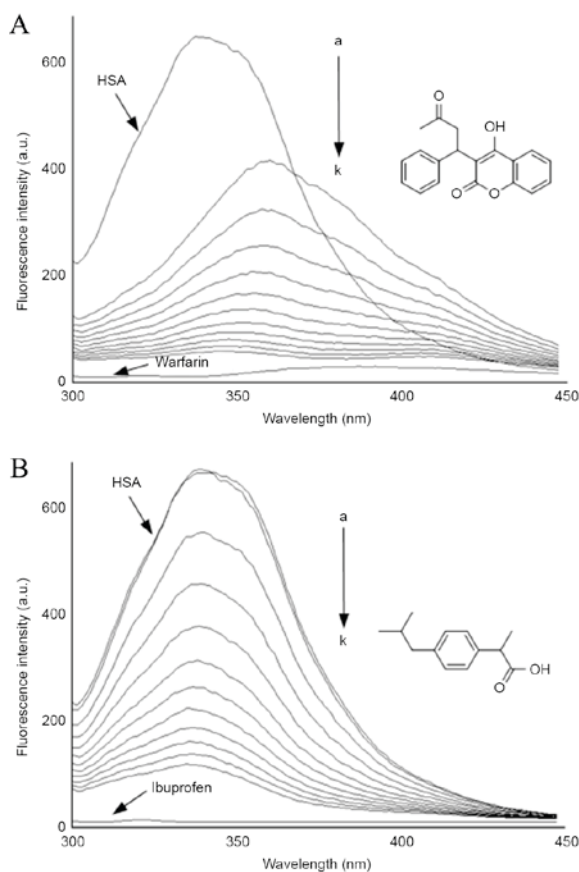 A
600
HSA
a
k
O
OH
O
O
400
200
0
Warfarin
300
350
400
450
Fluorescence intensity (a.u.)
Wavelength (nm)
B
600
HSA
a
k
OH
O
400
200
0
Ibuprofen
300
350
400
450
Fluorescence intensity (a.u.)
Wavelength (nm)